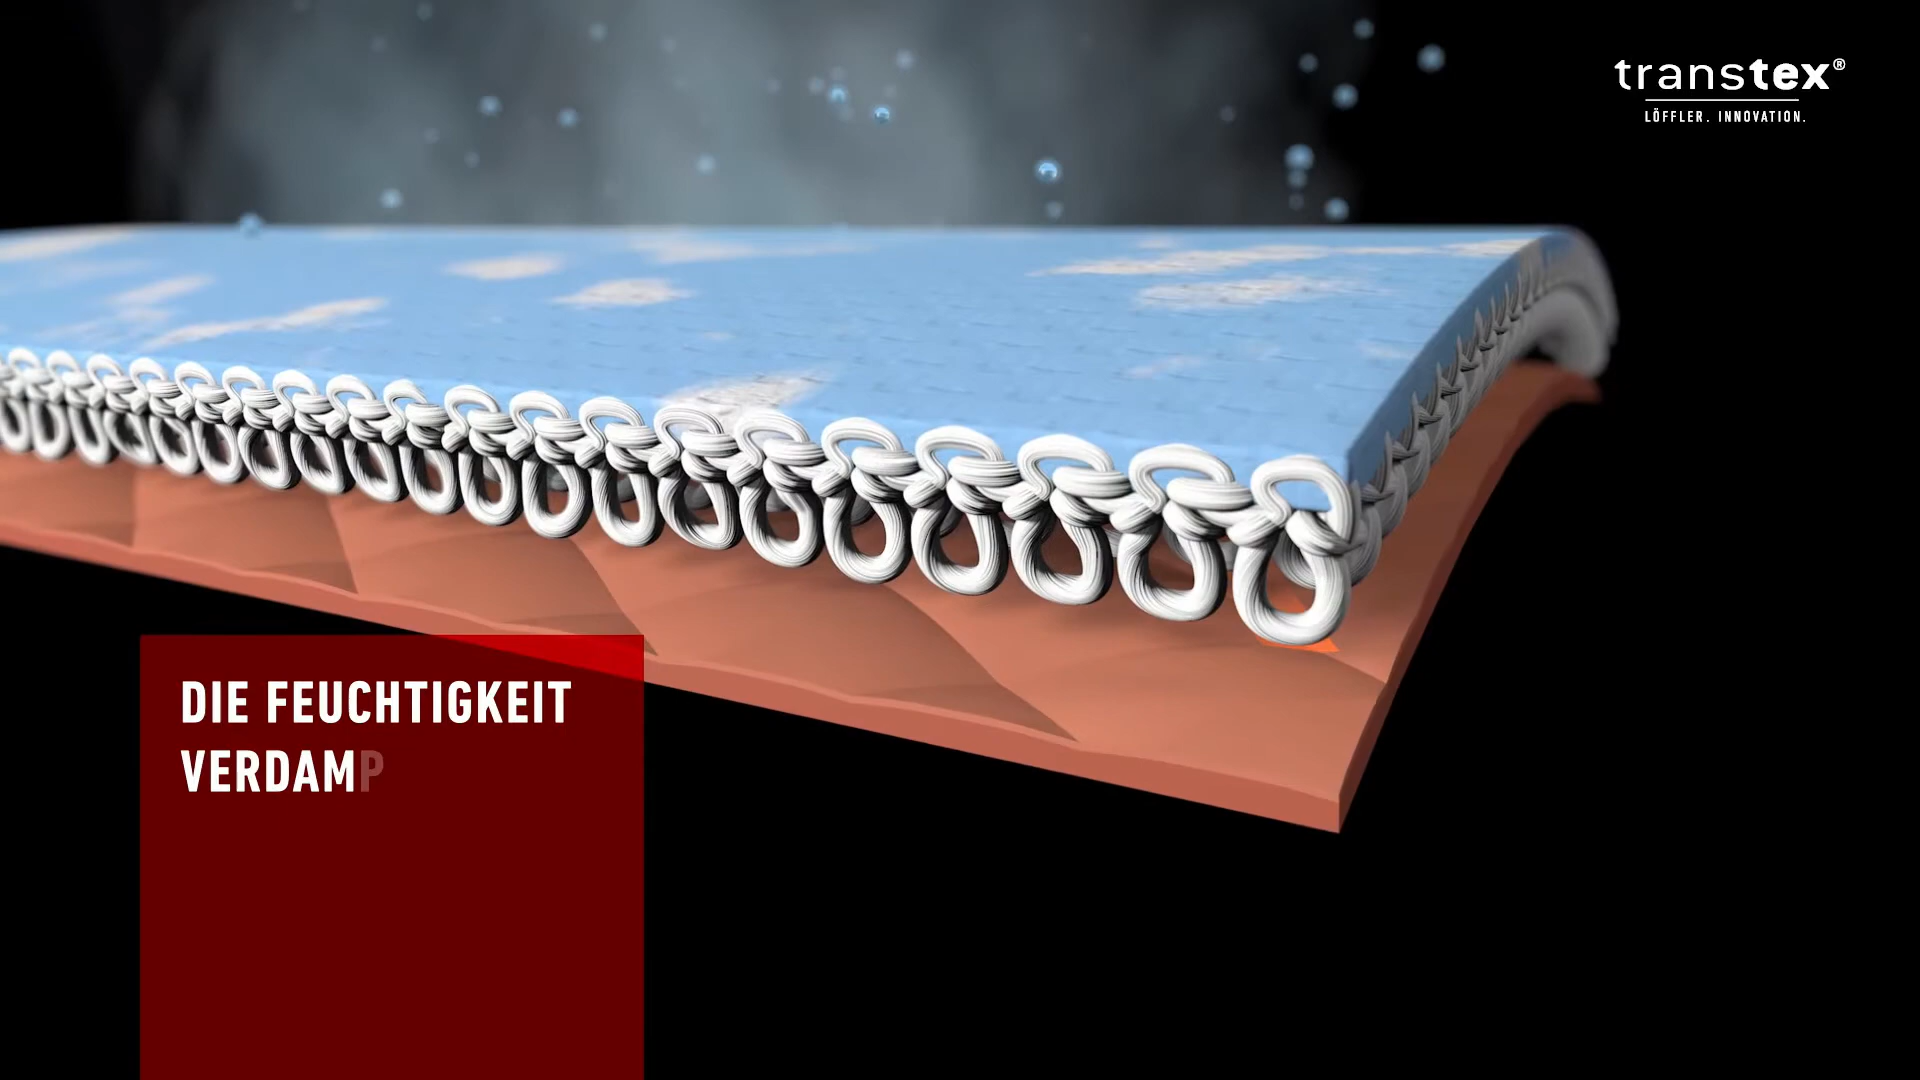 transtex®
LÖFFLER. INNOVATION.
DIE FEUCHTIGKEIT
VERDAMP